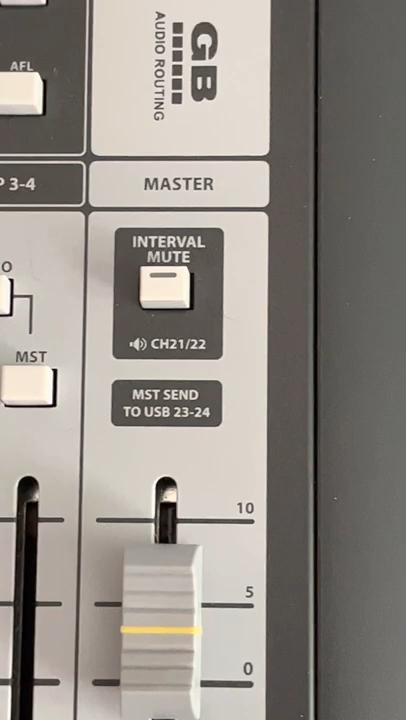 GB
AUDIO ROUTING
AFL
P 3-4
MASTER
INTERVAL
MUTE
O
CH21/22
MST
MST SEND
TO USB 23-24
10
5
0